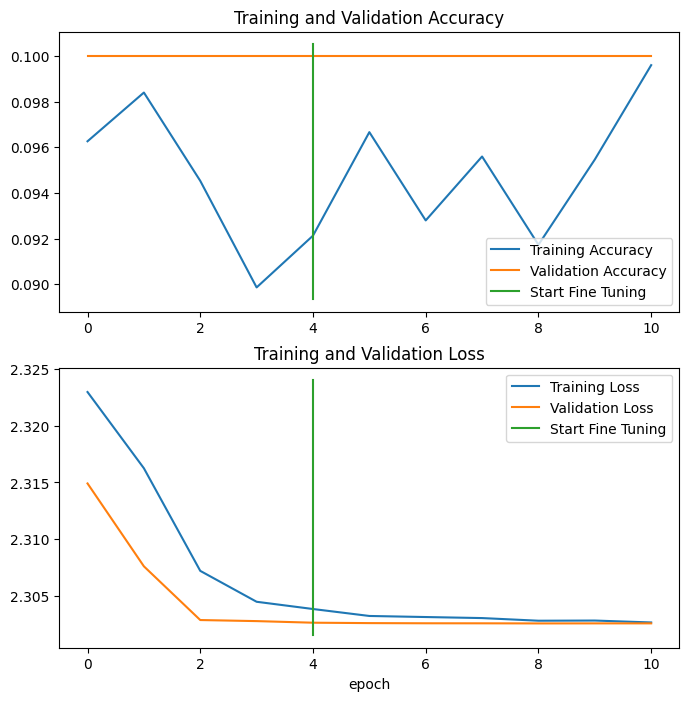 Training and Validation Accuracy
0.100
0.098
0.096
0.094
0.092
0.090
Training Accuracy
Validation Accuracy
Start Fine Tuning
0 2 4 6 8 10
Training and Validation Loss
2.325
2.320
2.315
2.310
2.305
Training Loss
Validation Loss
Start Fine Tuning
0 2 4 6 8 10
epoch